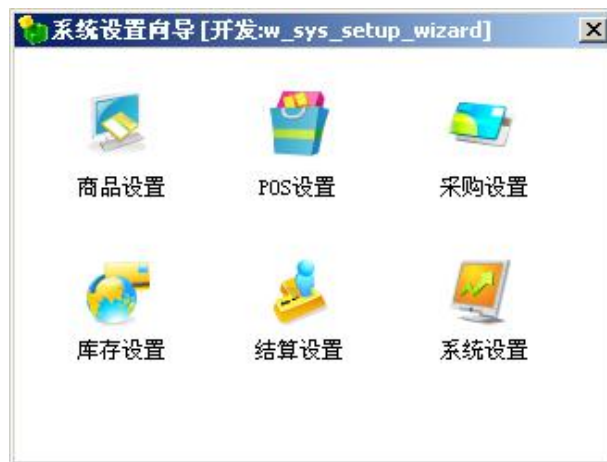 系统设置向导[开发:w_sys_setup_wizard]
商品设置
POS设置
采购设置
库存设置
结算设置
系统设置